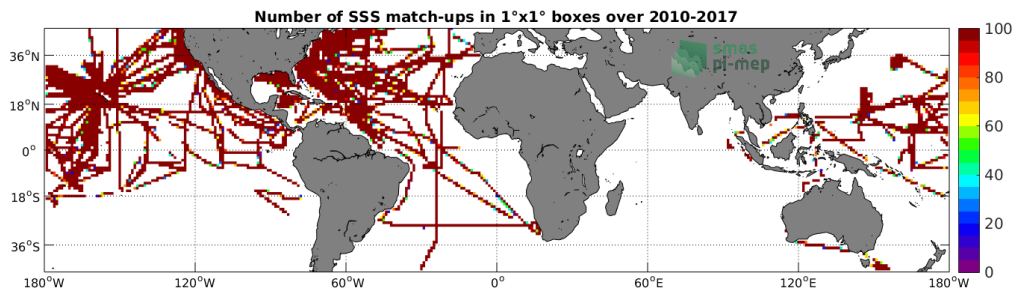 Number of SSS match-ups in 1°x1° boxes over 2010-2017
smos
pi-mep
36°N
18°N
0°
18°S
36°S
180°W
120°W
60°W
0°
60°E
120°E
180°W
100
80
60
40
20
0